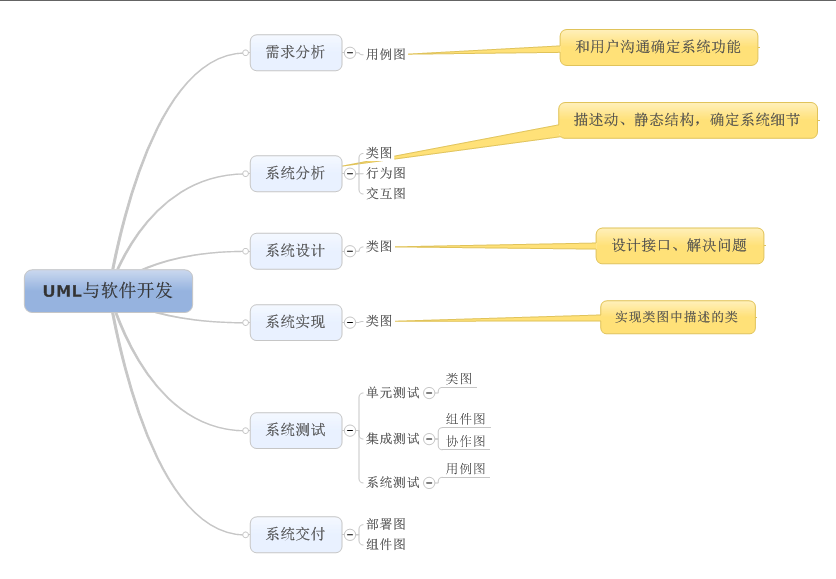 UML与软件开发
需求分析
用例图
和用户沟通确定系统功能
系统分析
类图
行为图
交互图
描述动、静态结构，确定系统细节
系统设计
类图
设计接口、解决问题
系统实现
类图
实现类图中描述的类
系统测试
单元测试
类图
集成测试
组件图
协作图
系统测试
用例图
系统交付
部署图
组件图